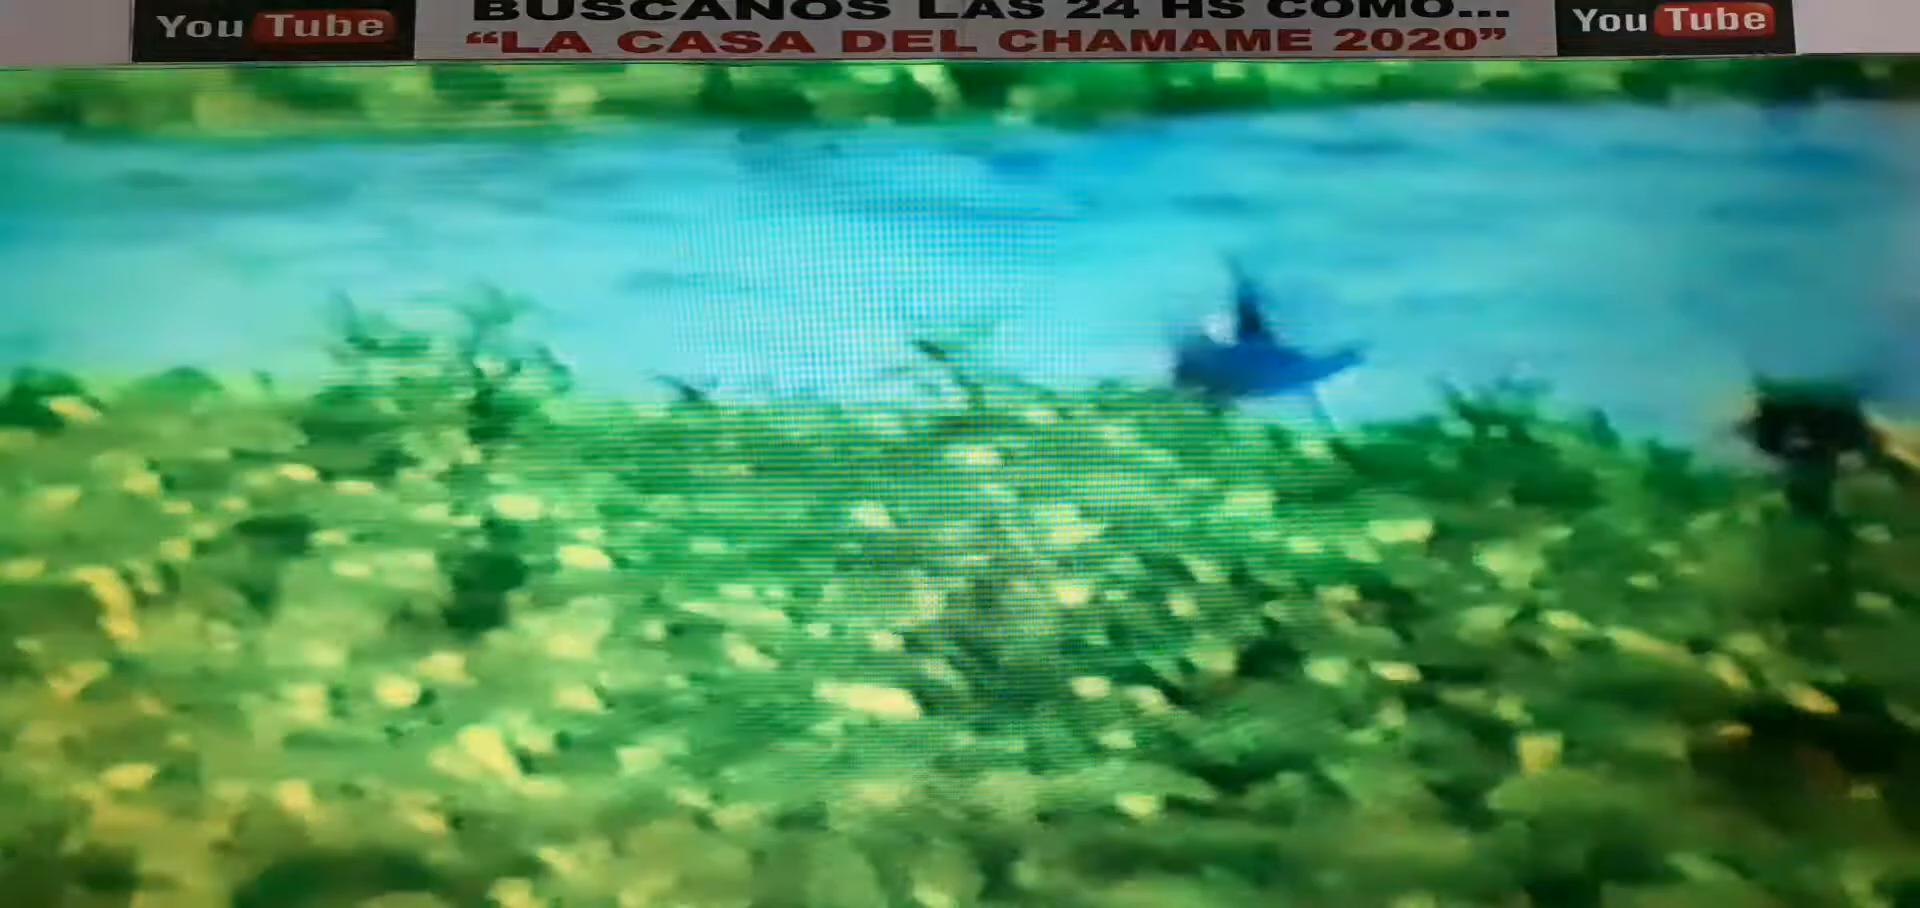 You Tube
BUSCANOS LAS 24 HS COMO...
"LA CASA DEL CHAMAME 2020"
You Tube